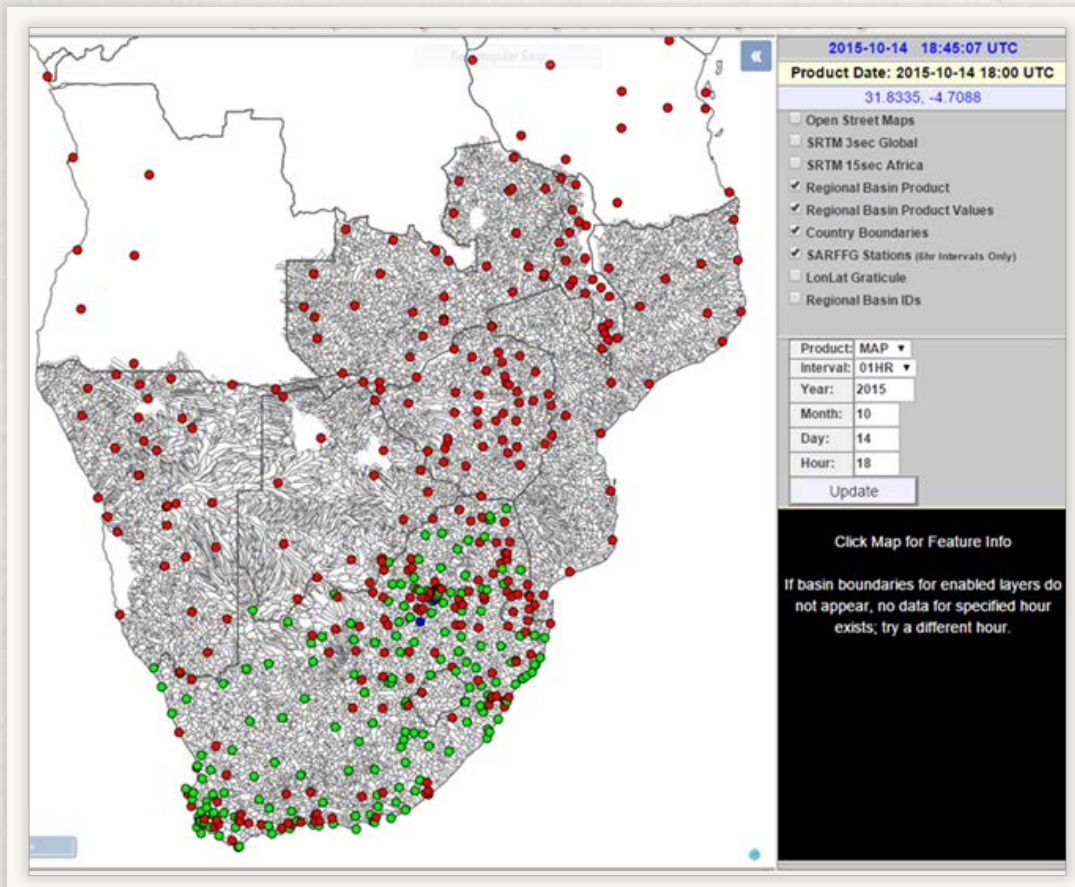 «
2015-10-14 18:45:07 UTC
Product Date: 2015-10-14 18:00 UTC
31.8335, -4.7088
Open Street Maps
SRTM 3sec Global
SRTM 15sec Africa
Regional Basin Product
Regional Basin Product Values
Country Boundaries
SARFFG Stations (6hr Intervals Only)
LonLat Graticule
Regional Basin IDs
Product: MAP ▼
Interval: 01HR ▼
Year: 2015
Month: 10
Day: 14
Hour: 18
Update
Click Map for Feature Info
If basin boundaries for enabled layers do
not appear, no data for specified hour
exists; try a different hour.